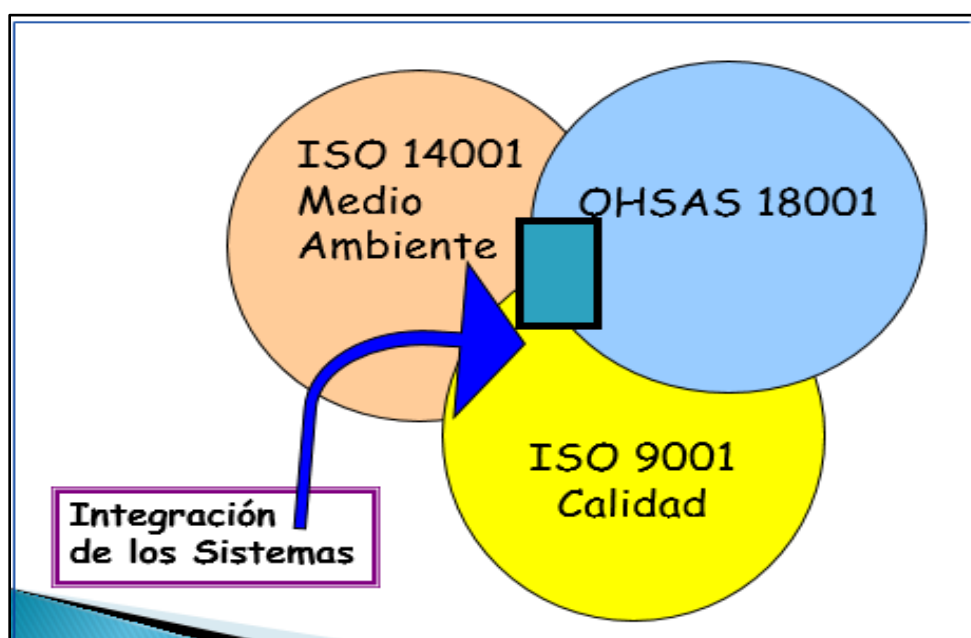 ISO 14001
Medio
Ambiente
OHSAS 18001
ISO 9001
Calidad
Integración
de los Sistemas